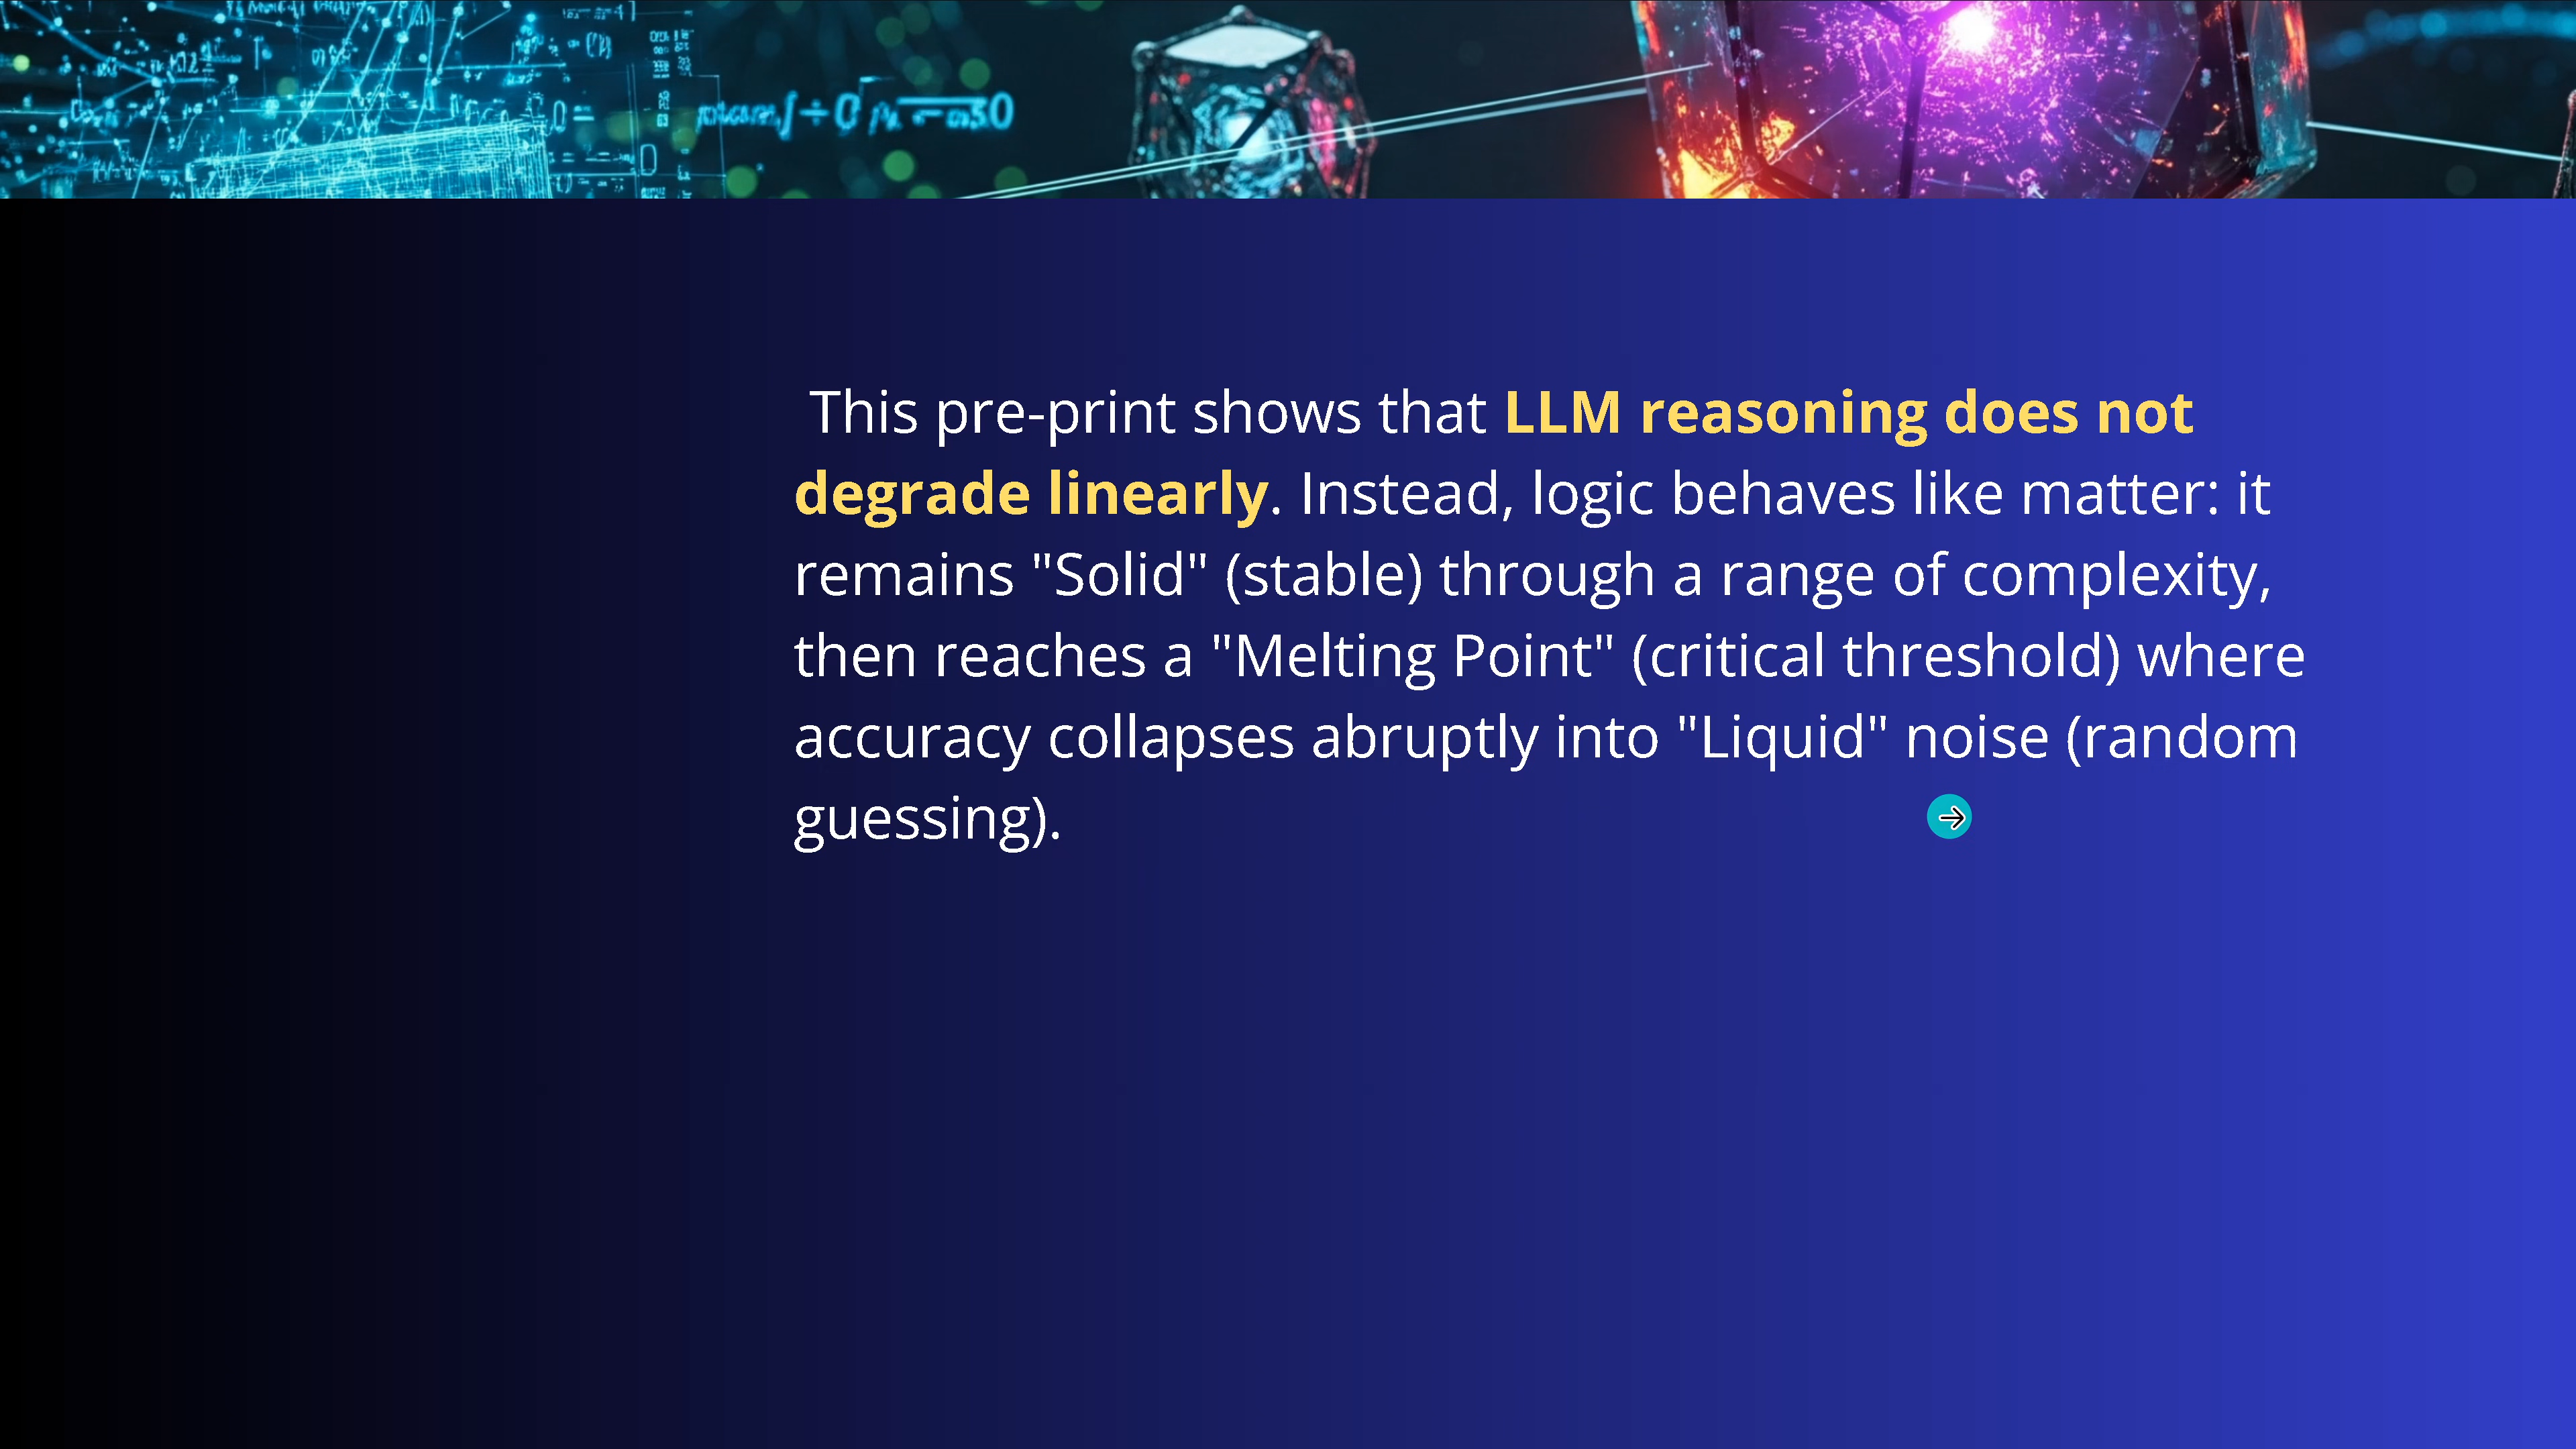 This pre-print shows that LLM reasoning does not
degrade linearly. Instead, logic behaves like matter: it
remains "Solid" (stable) through a range of complexity,
then reaches a "Melting Point" (critical threshold) where
accuracy collapses abruptly into "Liquid" noise (random
guessing).